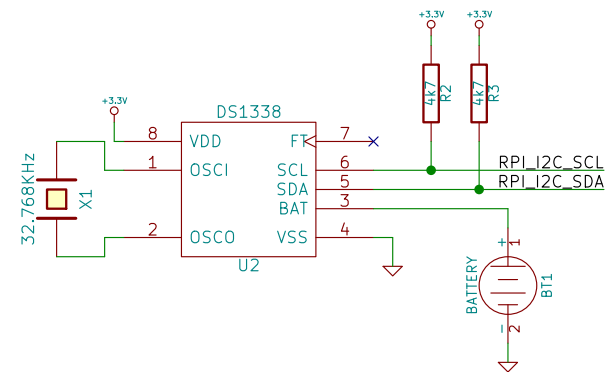 +3.3V
+3.3V
+3.3V
4k7
R2
4k7
R3
DS1338
8
VDD
FT
7
1
OSCI
SCL
6
RPI_I2C_SCL
SDA
5
RPI_I2C_SDA
BAT
3
2
OSCO
VSS
4
U2
32.768KHz
X1
+
1
BATTERY
BT1
-
2